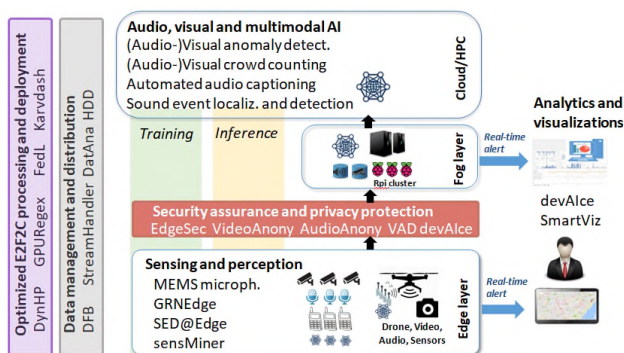 Optimized E2F2C processing and deployment
DynHP GPURegex FedL Karvdash
Data management and distribution
DFB StreamHandler DatAna HDD
Audio, visual and multimodal AI
(Audio-)Visual anomaly detect.
(Audio-)Visual crowd counting
Automated audio captioning
Sound event localiz. and detection
Cloud/HPC
Training
Inference
Rpi cluster
Fog layer
Real-time
alert
Security assurance and privacy protection
EdgeSec VideoAnony AudioAnony VAD devAIce
Sensing and perception
MEMS microph.
GRNEdge
SED@Edge
sensMiner
Drone, Video,
Audio, Sensors
Edge layer
Real-time
alert
Analytics and
visualizations
devAIce
SmartViz